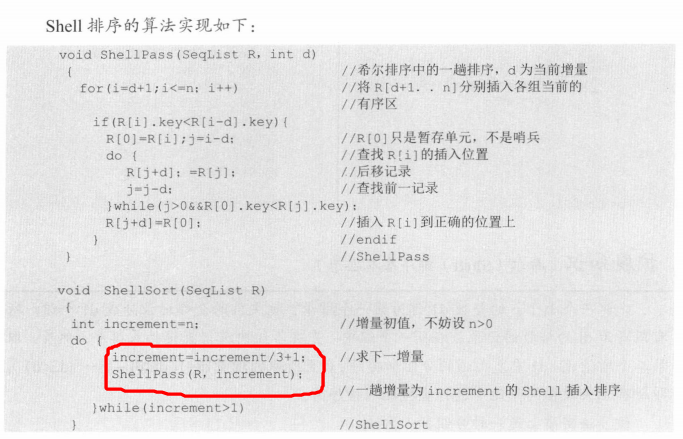 Shell 排序的算法实现如下：
void ShellPass(SeqList R, int d)
{ //希尔排序中的一趟排序，d 为当前增量
for(i=d+1;i<=n; i++) //将 R[d+1. . n]分别插入各组当前的
//有序区
if(R[i].key<R[i-d].key){
R[0]=R[i];j=i-d; //R[0]只是暂存单元，不是哨兵
do { //查找 R[i]的插入位置
R[j+d]: =R[j]; //后移记录
j=j-d; //查找前一记录
}while(j>0&&R[0].key<R[j].key);
R[j+d]=R[0]; //插入 R[i]到正确的位置上
} //endif
} //ShellPass
void ShellSort(SeqList R)
{
int increment=n; //增量初值，不妨设 n>0
do {
increment=increment/3+1; //求下一增量
ShellPass(R, increment);
//一趟增量为 increment 的 Shell 插入排序
}while(increment>1)
} //ShellSort